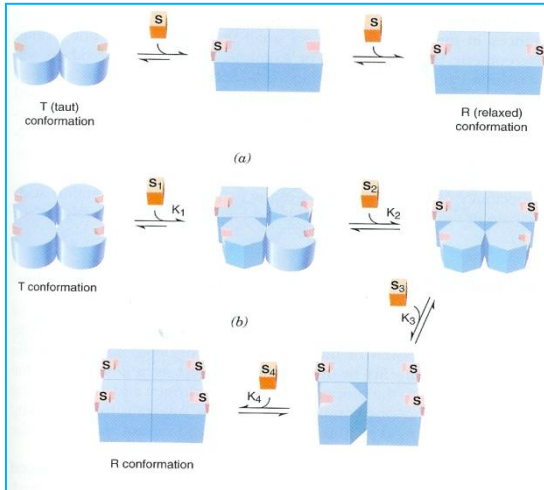 S
S
S
S
S
T (taut)
conformation
R (relaxed)
conformation
(a)
S1
K1
S2
K2
S
S
T conformation
S3
K3
(b)
S
S
S
S
S4
K4
S
S
S
R conformation